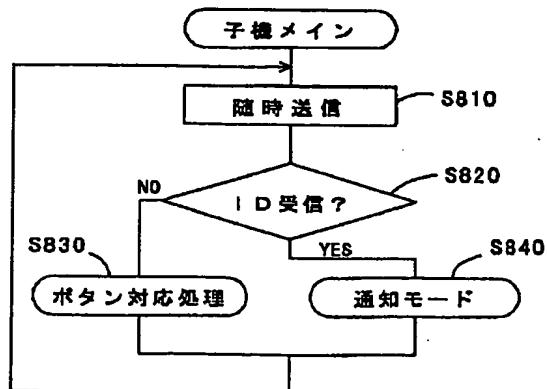 子機メイン
随時送信
S810
ID受信?
S820
NO
YES
S830
S840
ボタン対応処理
通知モード